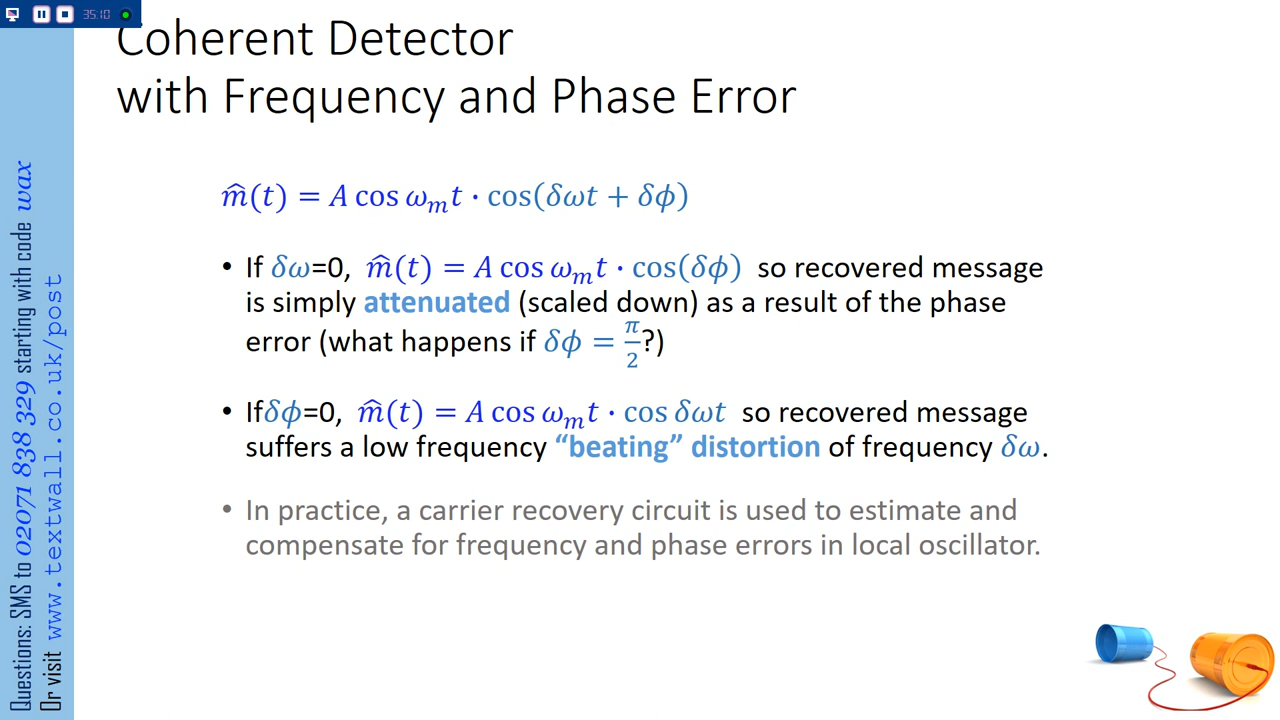 35.10
Coherent Detector
with Frequency and Phase Error
m̂(t) = A cos ωₘt · cos(δωt + δϕ)
• If δω=0, m̂(t) = A cos ωₘt · cos(δϕ) so recovered message
is simply attenuated (scaled down) as a result of the phase
error (what happens if δϕ = π/2?)
• Ifδϕ=0, m̂(t) = A cos ωₘt · cos δωt so recovered message
suffers a low frequency “beating” distortion of frequency δω.
• In practice, a carrier recovery circuit is used to estimate and
compensate for frequency and phase errors in local oscillator.
Questions: SMS to 02071 838 329 starting with code wax
Or visit www.textwall.co.uk/post